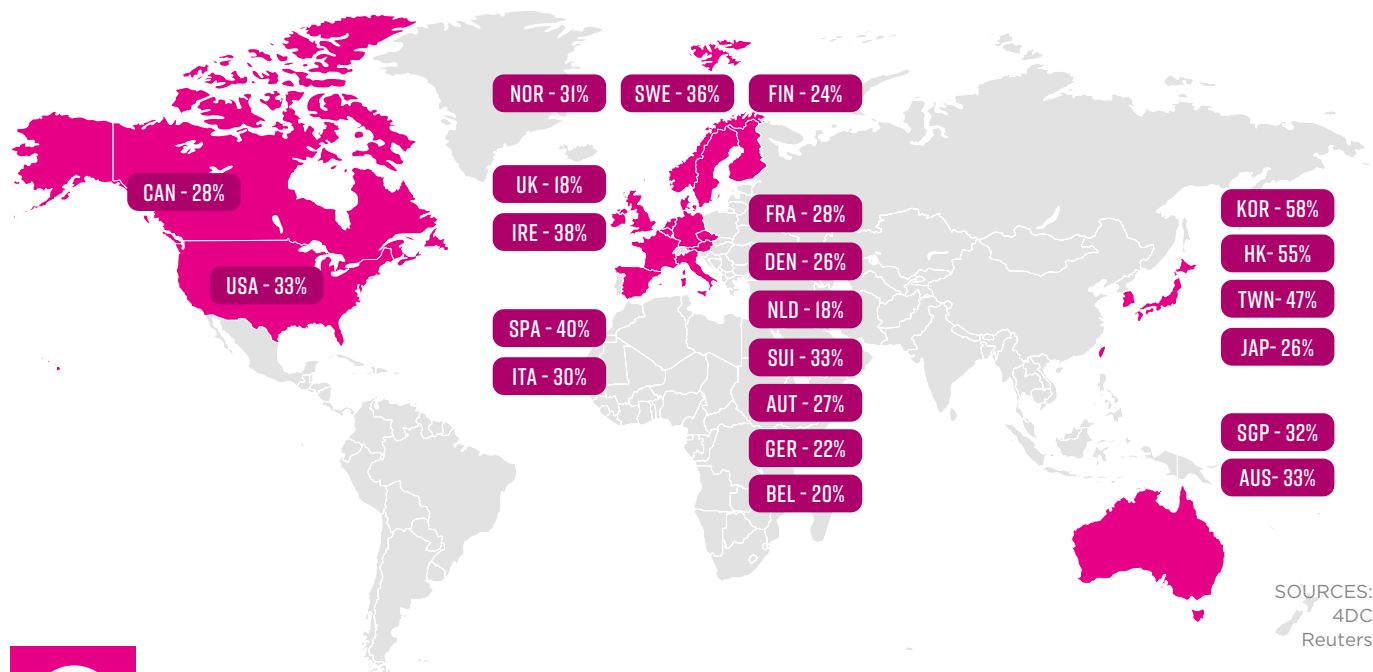 NOR - 31%
SWE - 36%
FIN - 24%
CAN - 28%
UK - 18%
IRE - 38%
FRA - 28%
KOR - 58%
DEN - 26%
HK- 55%
USA - 33%
NLD - 18%
TWN- 47%
SPA - 40%
SUI - 33%
JAP- 26%
ITA - 30%
AUT - 27%
SGP - 32%
GER - 22%
AUS- 33%
BEL - 20%
SOURCES:
4DC
Reuters